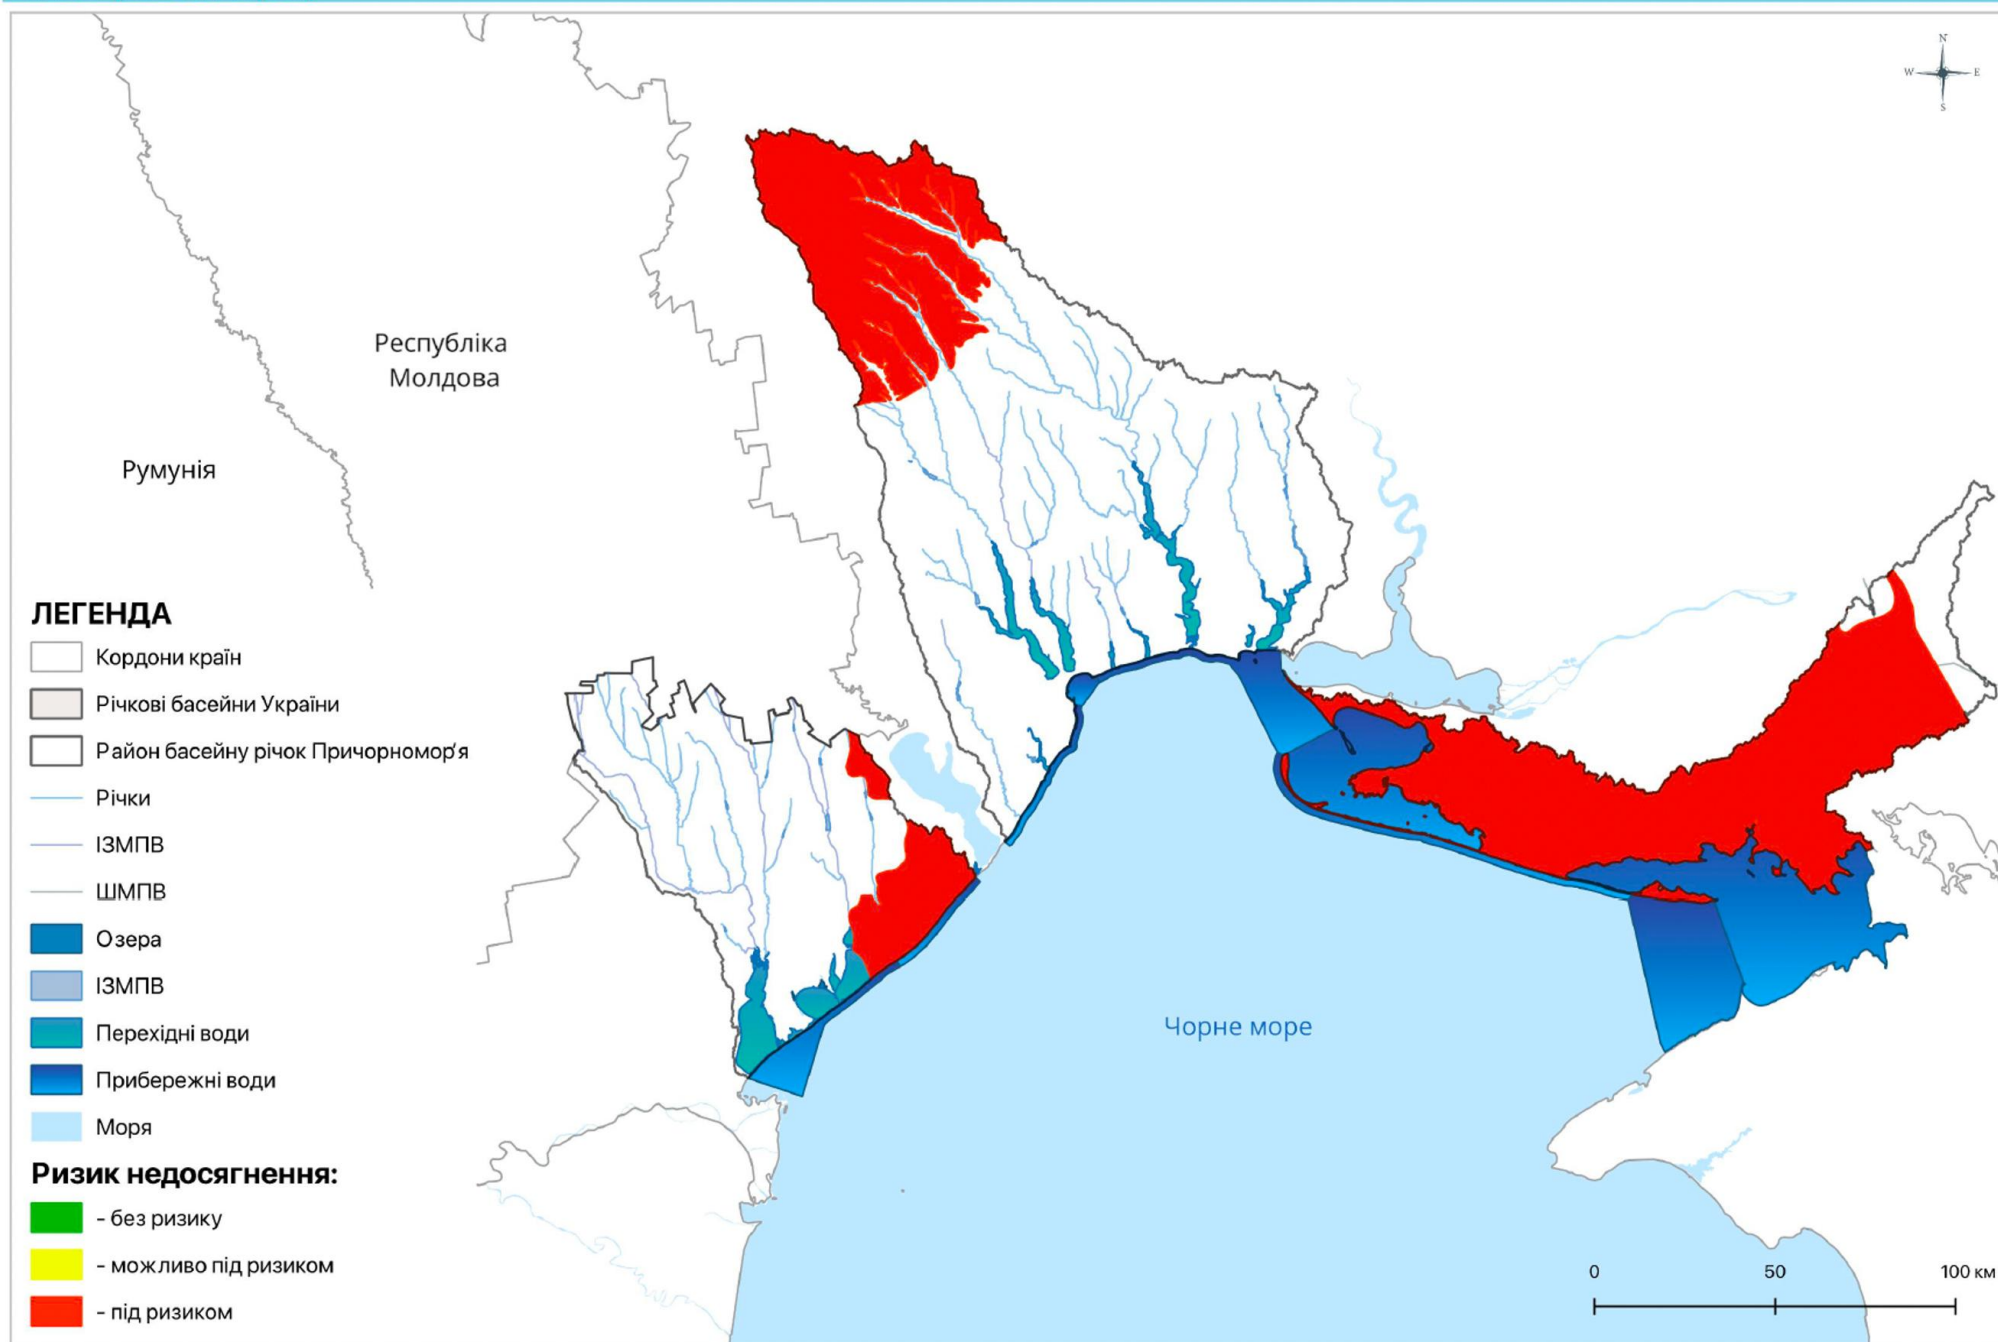 N
W
E
S
Республіка
Молдова
Румунія
ЛЕГЕНДА
Кордони країн
Річкові басейни України
Район басейну річок Причорномор'я
Річки
ІЗМПВ
ШМПВ
Озера
ІЗМПВ
Перехідні води
Прибережні води
Моря
Ризик недосягнення:
- без ризику
- можливо під ризиком
- під ризиком
Чорне море
0 50 100 км